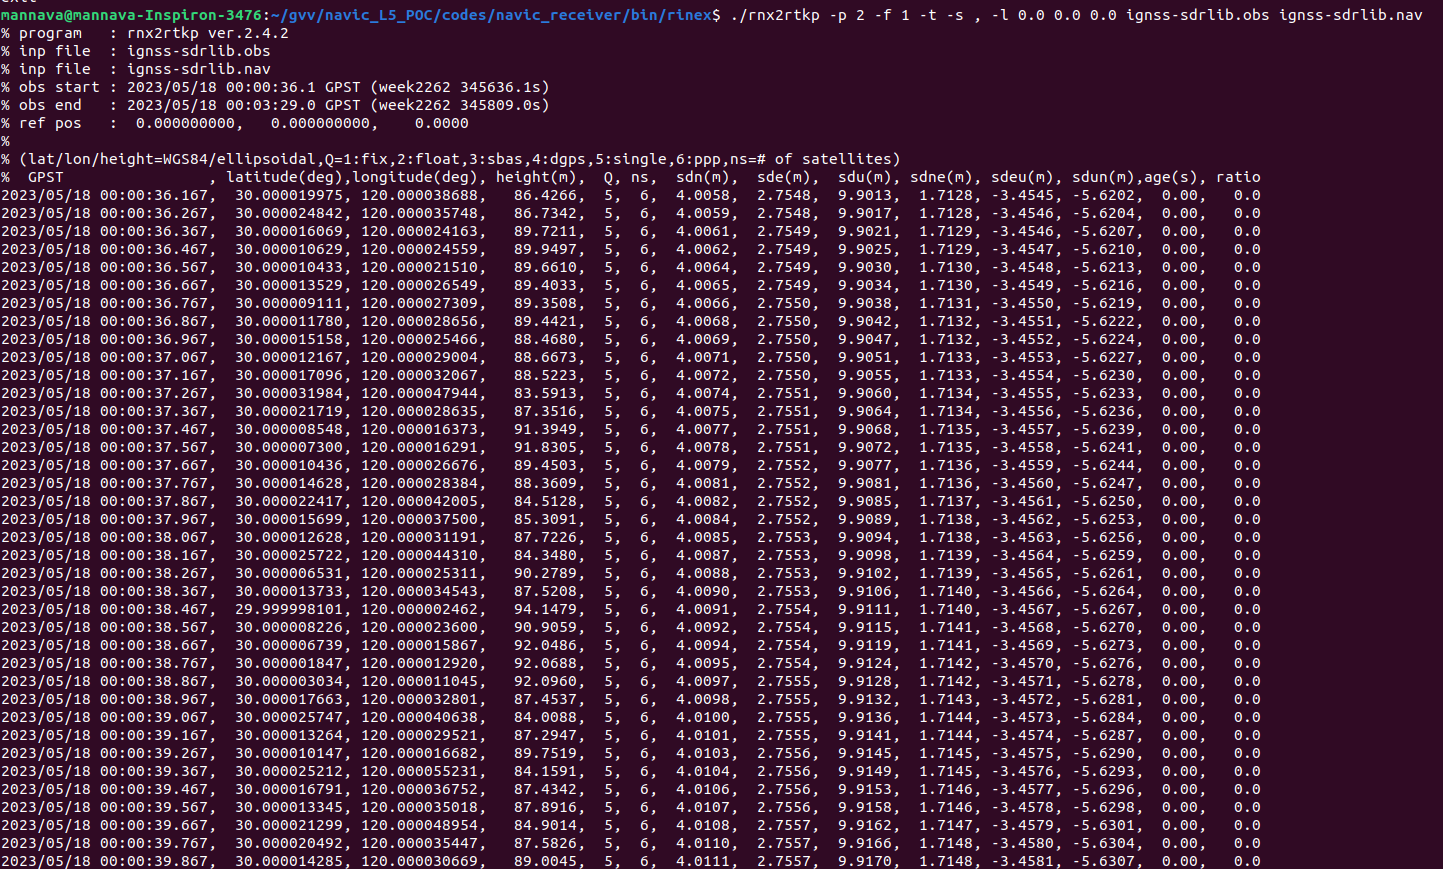 mannava@mannava-Inspiron-3476:~/gvv/navic_L5_POC/codes/navic_receiver/bin/rinex$ ./rnx2rtkp -p 2 -f 1 -t -s , -l 0.0 0.0 0.0 ignss-sdrlib.obs ignss-sdrlib.nav
% program   : rnx2rtkp ver.2.4.2
% inp file  : ignss-sdrlib.obs
% inp file  : ignss-sdrlib.nav
% obs start : 2023/05/18 00:00:36.1 GPST (week2262 345636.1s)
% obs end   : 2023/05/18 00:03:29.0 GPST (week2262 345809.0s)
% ref pos   :  0.000000000,   0.000000000,    0.0000
%
% (lat/lon/height=WGS84/ellipsoidal,Q=1:fix,2:float,3:sbas,4:dgps,5:single,6:ppp,ns=# of satellites)
%  GPST                , latitude(deg),longitude(deg), height(m),  Q, ns,  sdn(m),  sde(m),  sdu(m), sdne(m), sdeu(m), sdun(m),age(s), ratio
2023/05/18 00:00:36.167,  30.000019975, 120.000038688,   86.4266,  5,  6,  4.0058,  2.7548,  9.9013,  1.7128, -3.4545, -5.6202,  0.00,   0.0
2023/05/18 00:00:36.267,  30.000024842, 120.000035748,   86.7342,  5,  6,  4.0059,  2.7548,  9.9017,  1.7128, -3.4546, -5.6204,  0.00,   0.0
2023/05/18 00:00:36.367,  30.000016069, 120.000024163,   89.7211,  5,  6,  4.0061,  2.7549,  9.9021,  1.7129, -3.4546, -5.6207,  0.00,   0.0
2023/05/18 00:00:36.467,  30.000010629, 120.000024559,   89.9497,  5,  6,  4.0062,  2.7549,  9.9025,  1.7129, -3.4547, -5.6210,  0.00,   0.0
2023/05/18 00:00:36.567,  30.000010433, 120.000021510,   89.6610,  5,  6,  4.0064,  2.7549,  9.9030,  1.7130, -3.4548, -5.6213,  0.00,   0.0
2023/05/18 00:00:36.667,  30.000013529, 120.000026549,   89.4033,  5,  6,  4.0065,  2.7549,  9.9034,  1.7130, -3.4549, -5.6216,  0.00,   0.0
2023/05/18 00:00:36.767,  30.000009111, 120.000027309,   89.3508,  5,  6,  4.0066,  2.7550,  9.9038,  1.7131, -3.4550, -5.6219,  0.00,   0.0
2023/05/18 00:00:36.867,  30.000011780, 120.000028656,   89.4421,  5,  6,  4.0068,  2.7550,  9.9042,  1.7132, -3.4551, -5.6222,  0.00,   0.0
2023/05/18 00:00:36.967,  30.000015158, 120.000025466,   88.4680,  5,  6,  4.0069,  2.7550,  9.9047,  1.7132, -3.4552, -5.6224,  0.00,   0.0
2023/05/18 00:00:37.067,  30.000012167, 120.000029004,   88.6673,  5,  6,  4.0071,  2.7550,  9.9051,  1.7133, -3.4553, -5.6227,  0.00,   0.0
2023/05/18 00:00:37.167,  30.000017096, 120.000032067,   88.5223,  5,  6,  4.0072,  2.7550,  9.9055,  1.7133, -3.4554, -5.6230,  0.00,   0.0
2023/05/18 00:00:37.267,  30.000031984, 120.000047944,   83.5913,  5,  6,  4.0074,  2.7551,  9.9060,  1.7134, -3.4555, -5.6233,  0.00,   0.0
2023/05/18 00:00:37.367,  30.000021719, 120.000028635,   87.3516,  5,  6,  4.0075,  2.7551,  9.9064,  1.7134, -3.4556, -5.6236,  0.00,   0.0
2023/05/18 00:00:37.467,  30.000008548, 120.000016373,   91.3949,  5,  6,  4.0077,  2.7551,  9.9068,  1.7135, -3.4557, -5.6239,  0.00,   0.0
2023/05/18 00:00:37.567,  30.000007300, 120.000016291,   91.8305,  5,  6,  4.0078,  2.7551,  9.9072,  1.7135, -3.4558, -5.6241,  0.00,   0.0
2023/05/18 00:00:37.667,  30.000010436, 120.000026676,   89.4503,  5,  6,  4.0079,  2.7552,  9.9077,  1.7136, -3.4559, -5.6244,  0.00,   0.0
2023/05/18 00:00:37.767,  30.000014628, 120.000028384,   88.3609,  5,  6,  4.0081,  2.7552,  9.9081,  1.7136, -3.4560, -5.6247,  0.00,   0.0
2023/05/18 00:00:37.867,  30.000022417, 120.000042005,   84.5128,  5,  6,  4.0082,  2.7552,  9.9085,  1.7137, -3.4561, -5.6250,  0.00,   0.0
2023/05/18 00:00:37.967,  30.000015699, 120.000037500,   85.3091,  5,  6,  4.0084,  2.7552,  9.9089,  1.7138, -3.4562, -5.6253,  0.00,   0.0
2023/05/18 00:00:38.067,  30.000012628, 120.000031191,   87.7226,  5,  6,  4.0085,  2.7553,  9.9094,  1.7138, -3.4563, -5.6256,  0.00,   0.0
2023/05/18 00:00:38.167,  30.000025722, 120.000044310,   84.3480,  5,  6,  4.0087,  2.7553,  9.9098,  1.7139, -3.4564, -5.6259,  0.00,   0.0
2023/05/18 00:00:38.267,  30.000006531, 120.000025311,   90.2789,  5,  6,  4.0088,  2.7553,  9.9102,  1.7139, -3.4565, -5.6261,  0.00,   0.0
2023/05/18 00:00:38.367,  30.000013733, 120.000034543,   87.5208,  5,  6,  4.0090,  2.7553,  9.9106,  1.7140, -3.4566, -5.6264,  0.00,   0.0
2023/05/18 00:00:38.467,  29.999998101, 120.000002462,   94.1479,  5,  6,  4.0091,  2.7554,  9.9111,  1.7140, -3.4567, -5.6267,  0.00,   0.0
2023/05/18 00:00:38.567,  30.000008226, 120.000023600,   90.9059,  5,  6,  4.0092,  2.7554,  9.9115,  1.7141, -3.4568, -5.6270,  0.00,   0.0
2023/05/18 00:00:38.667,  30.000006739, 120.000015867,   92.0486,  5,  6,  4.0094,  2.7554,  9.9119,  1.7141, -3.4569, -5.6273,  0.00,   0.0
2023/05/18 00:00:38.767,  30.000001847, 120.000012920,   92.0688,  5,  6,  4.0095,  2.7554,  9.9124,  1.7142, -3.4570, -5.6276,  0.00,   0.0
2023/05/18 00:00:38.867,  30.000003034, 120.000011045,   92.0960,  5,  6,  4.0097,  2.7555,  9.9128,  1.7142, -3.4571, -5.6278,  0.00,   0.0
2023/05/18 00:00:38.967,  30.000017663, 120.000032801,   87.4537,  5,  6,  4.0098,  2.7555,  9.9132,  1.7143, -3.4572, -5.6281,  0.00,   0.0
2023/05/18 00:00:39.067,  30.000025747, 120.000040638,   84.0088,  5,  6,  4.0100,  2.7555,  9.9136,  1.7144, -3.4573, -5.6284,  0.00,   0.0
2023/05/18 00:00:39.167,  30.000013264, 120.000029521,   87.2947,  5,  6,  4.0101,  2.7555,  9.9141,  1.7144, -3.4574, -5.6287,  0.00,   0.0
2023/05/18 00:00:39.267,  30.000010147, 120.000016682,   89.7519,  5,  6,  4.0103,  2.7556,  9.9145,  1.7145, -3.4575, -5.6290,  0.00,   0.0
2023/05/18 00:00:39.367,  30.000025212, 120.000055231,   84.1591,  5,  6,  4.0104,  2.7556,  9.9149,  1.7145, -3.4576, -5.6293,  0.00,   0.0
2023/05/18 00:00:39.467,  30.000016791, 120.000036752,   87.4342,  5,  6,  4.0106,  2.7556,  9.9153,  1.7146, -3.4577, -5.6296,  0.00,   0.0
2023/05/18 00:00:39.567,  30.000013345, 120.000035018,   87.8916,  5,  6,  4.0107,  2.7556,  9.9158,  1.7146, -3.4578, -5.6298,  0.00,   0.0
2023/05/18 00:00:39.667,  30.000021299, 120.000048954,   84.9014,  5,  6,  4.0108,  2.7557,  9.9162,  1.7147, -3.4579, -5.6301,  0.00,   0.0
2023/05/18 00:00:39.767,  30.000020492, 120.000035447,   87.5826,  5,  6,  4.0110,  2.7557,  9.9166,  1.7148, -3.4580, -5.6304,  0.00,   0.0
2023/05/18 00:00:39.867,  30.000014285, 120.000030669,   89.0045,  5,  6,  4.0111,  2.7557,  9.9170,  1.7148, -3.4581, -5.6307,  0.00,   0.0